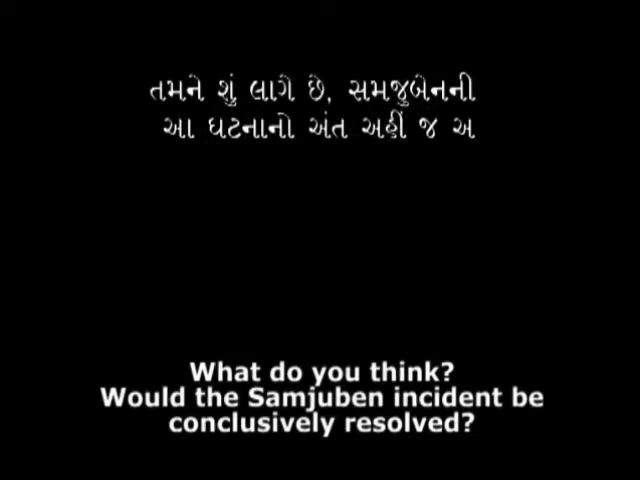 તમને શું લાગે છે, સમજુબેનની
આ ઘટનાનો અંત અહીં જ અ
What do you think?
Would the Samjuben incident be
conclusively resolved?